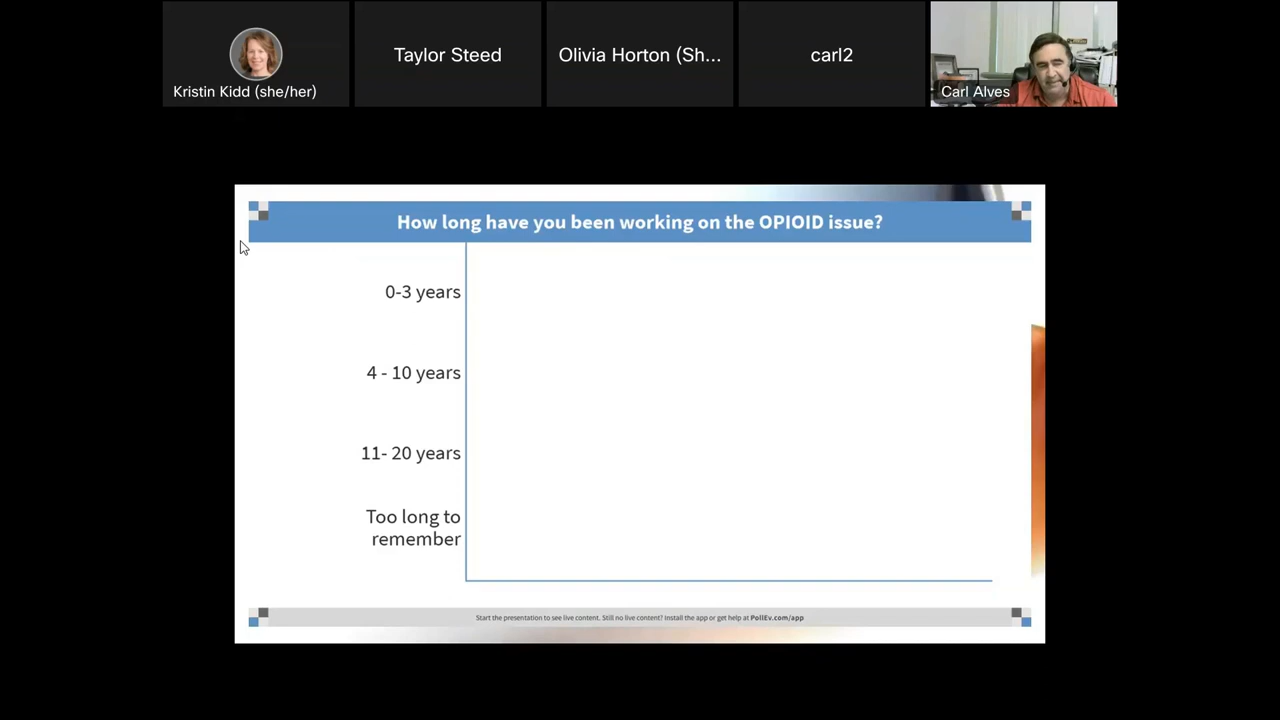 Kristin Kidd (she/her)
Taylor Steed
Olivia Horton (Sh...
carl2
Carl Alves
How long have you been working on the OPIOID issue?
0-3 years
4 - 10 years
11- 20 years
Too long to
remember
Start the presentation to see live content. Still no live content? Install the app or get help at PollEv.com/app